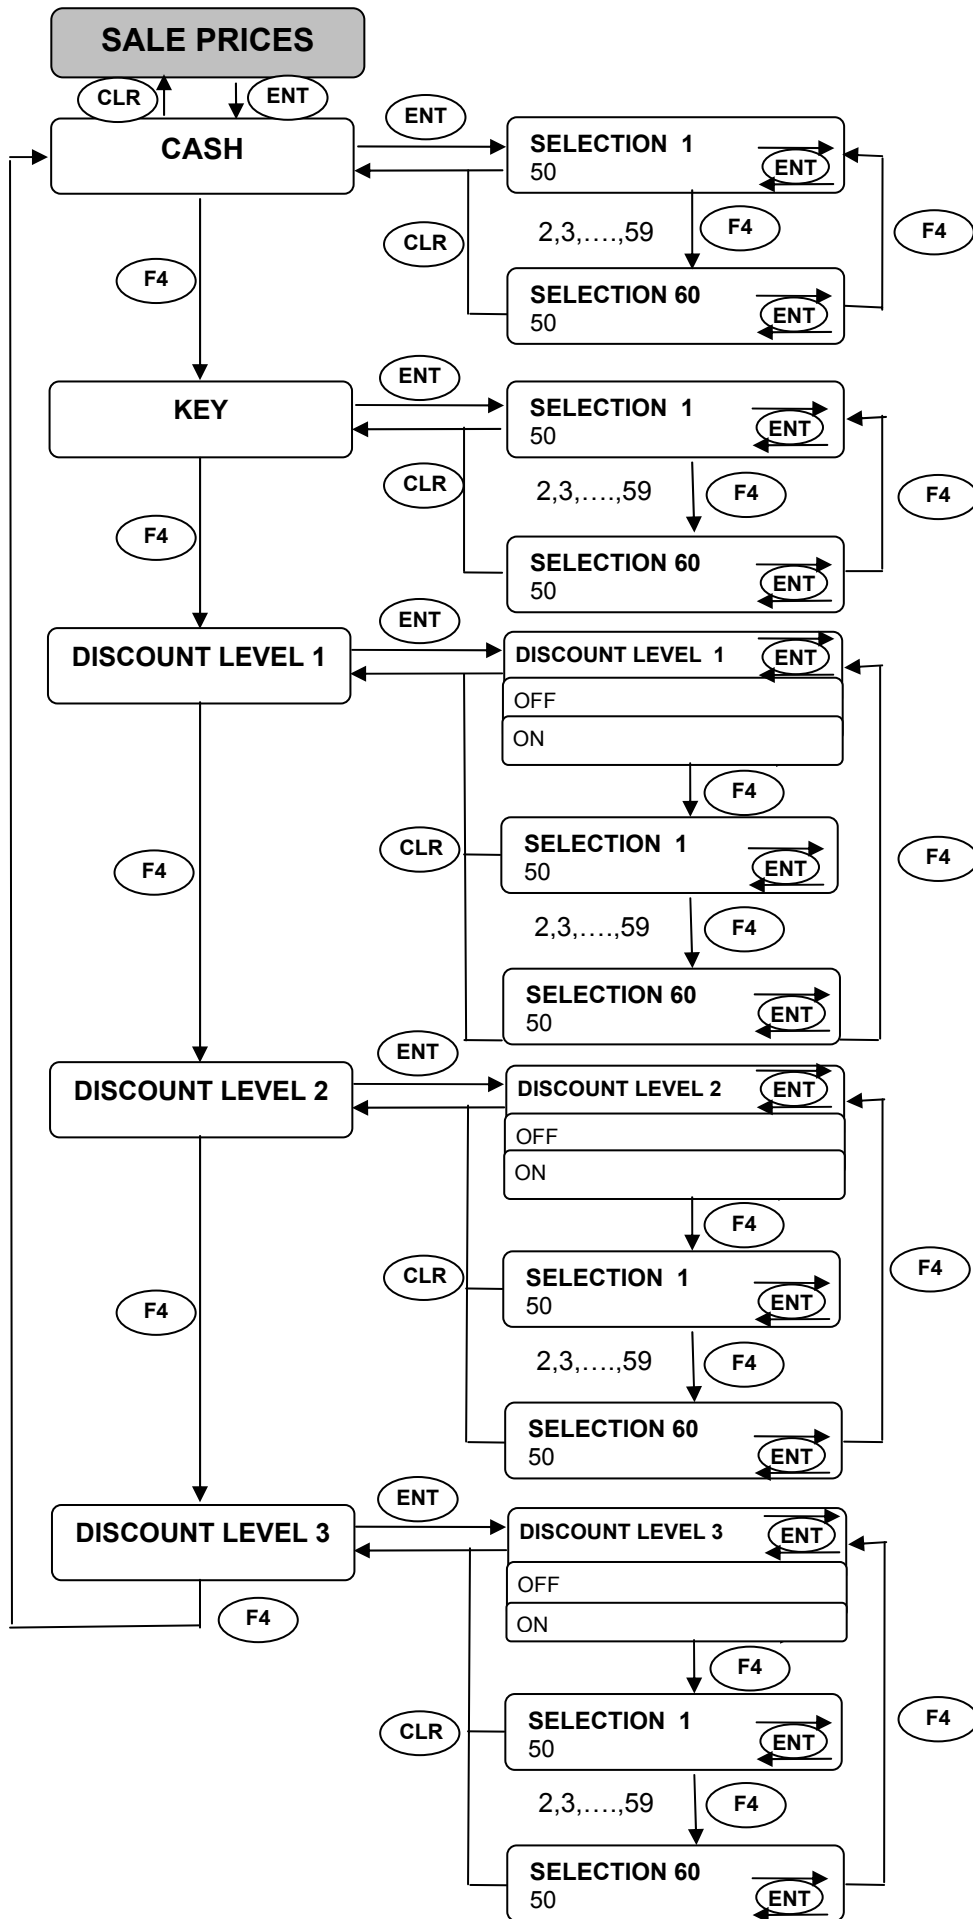 SALE PRICES
CLR
ENT
CASH
ENT
SELECTION 1
50
ENT
CLR
2,3,....,59
F4
F4
F4
SELECTION 60
50
ENT
KEY
ENT
SELECTION 1
50
ENT
CLR
2,3,....,59
F4
F4
F4
SELECTION 60
50
ENT
DISCOUNT LEVEL 1
ENT
DISCOUNT LEVEL 1
ENT
OFF
ON
F4
F4
CLR
SELECTION 1
50
ENT
F4
2,3,....,59
F4
SELECTION 60
50
ENT
DISCOUNT LEVEL 2
ENT
DISCOUNT LEVEL 2
ENT
OFF
ON
F4
F4
CLR
SELECTION 1
50
ENT
F4
2,3,....,59
F4
SELECTION 60
50
ENT
DISCOUNT LEVEL 3
ENT
DISCOUNT LEVEL 3
ENT
OFF
ON
F4
F4
CLR
SELECTION 1
50
ENT
F4
2,3,....,59
F4
SELECTION 60
50
ENT